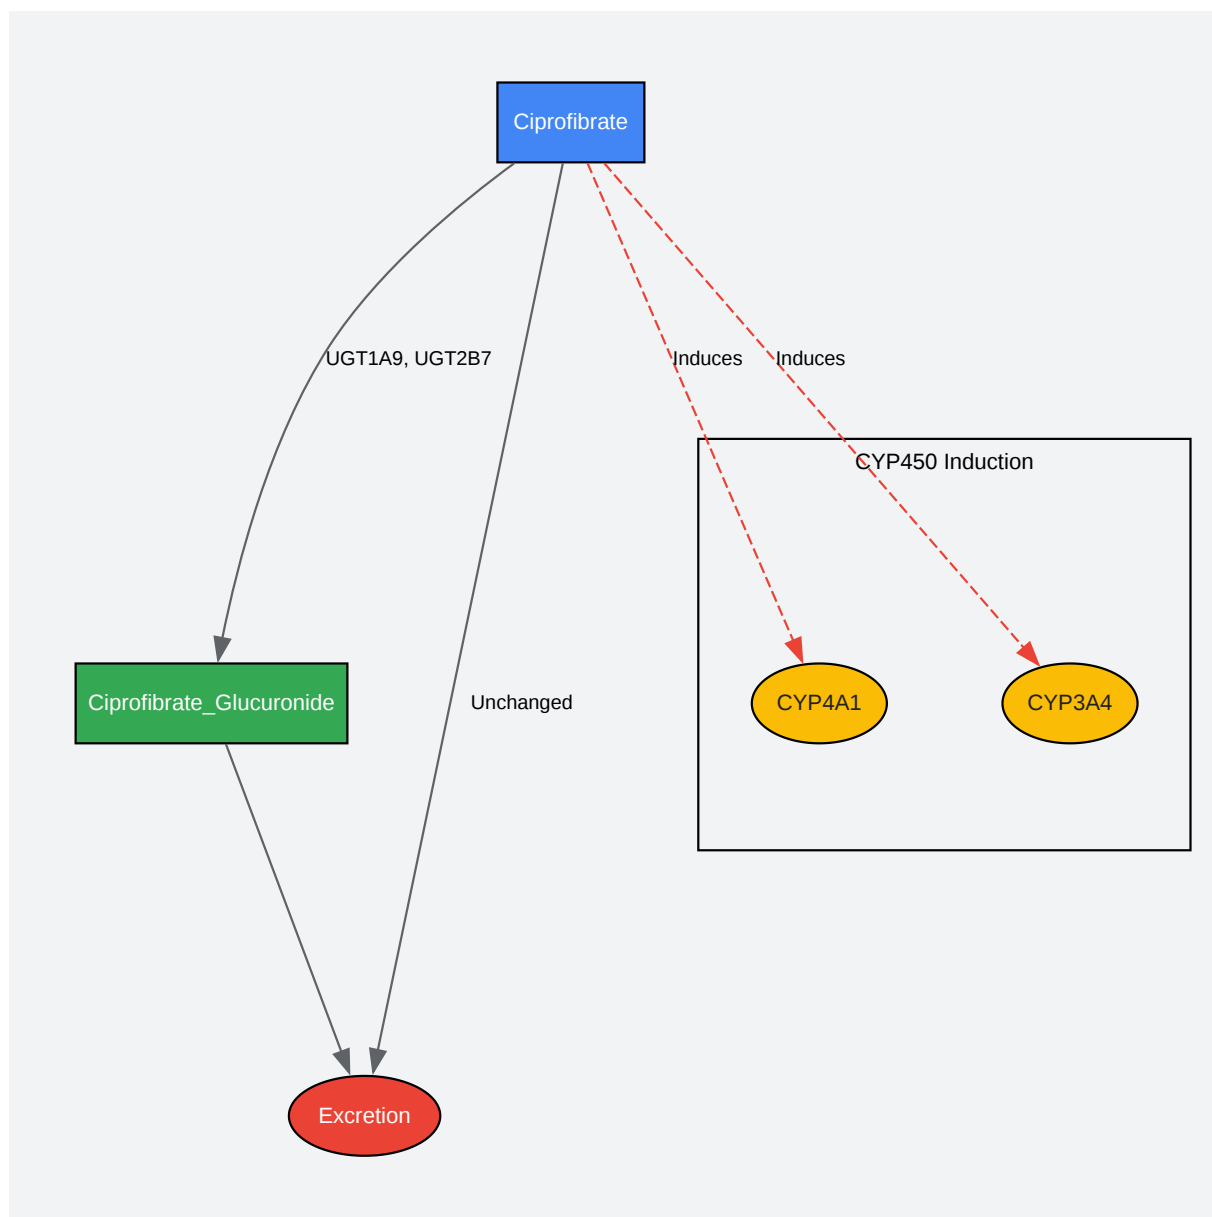 Ciprofibrate
UGT1A9, UGT2B7
Induces
Induces
CYP450 Induction
Ciprofibrate_Glucuronide
Unchanged
CYP4A1
CYP3A4
Excretion